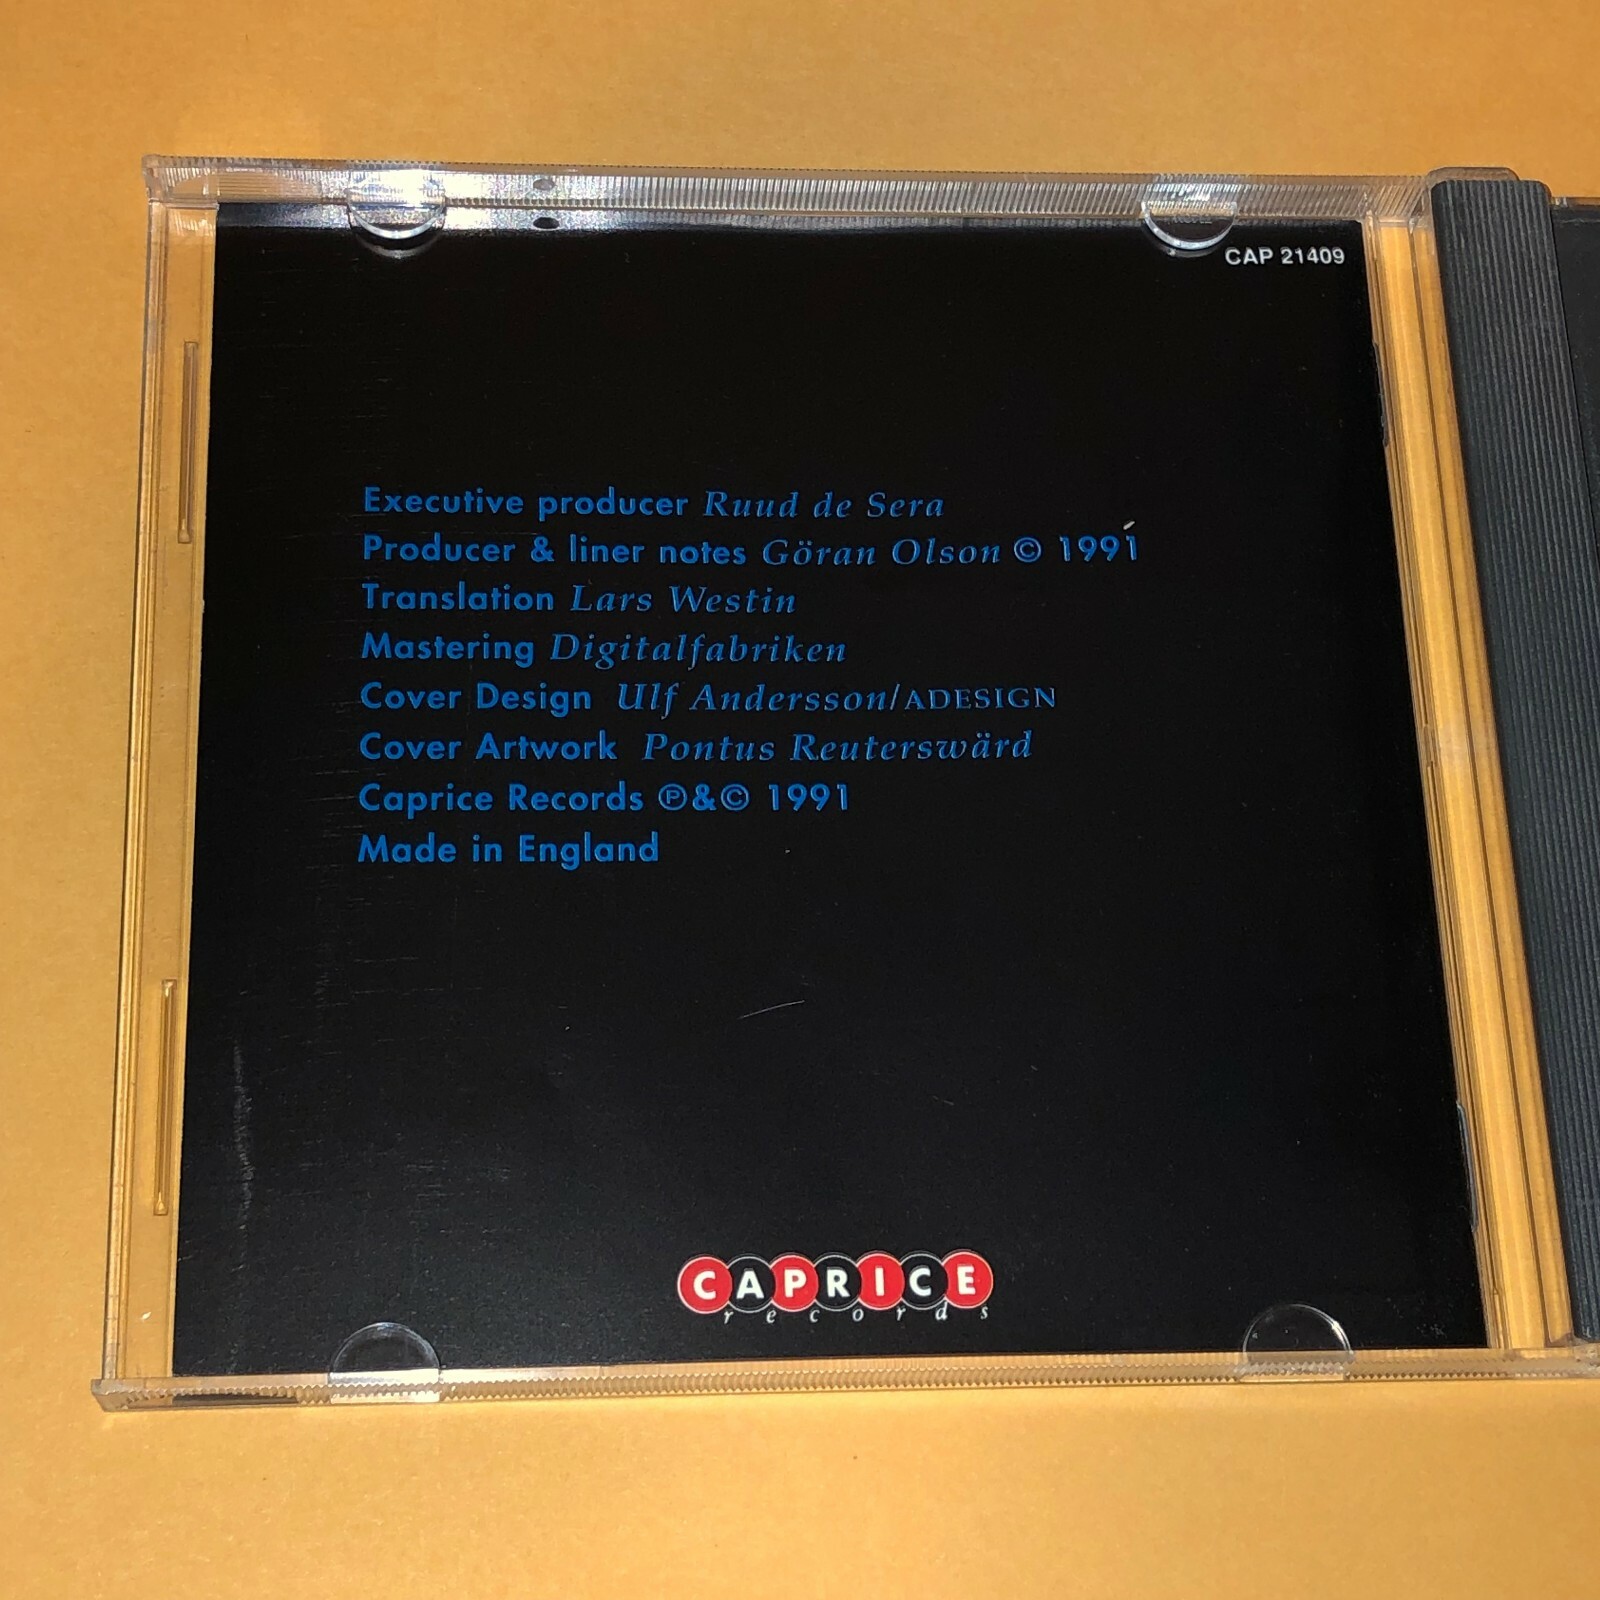 CAP 21409
Executive producer Ruud de Sera
Producer & liner notes Göran Olson © 1991
Translation Lars Westin
Mastering Digitalfabriken
Cover Design Ulf Andersson/ADESIGN
Cover Artwork Pontus Reuterswärd
Caprice Records ℗&© 1991
Made in England
CAPRICE
records